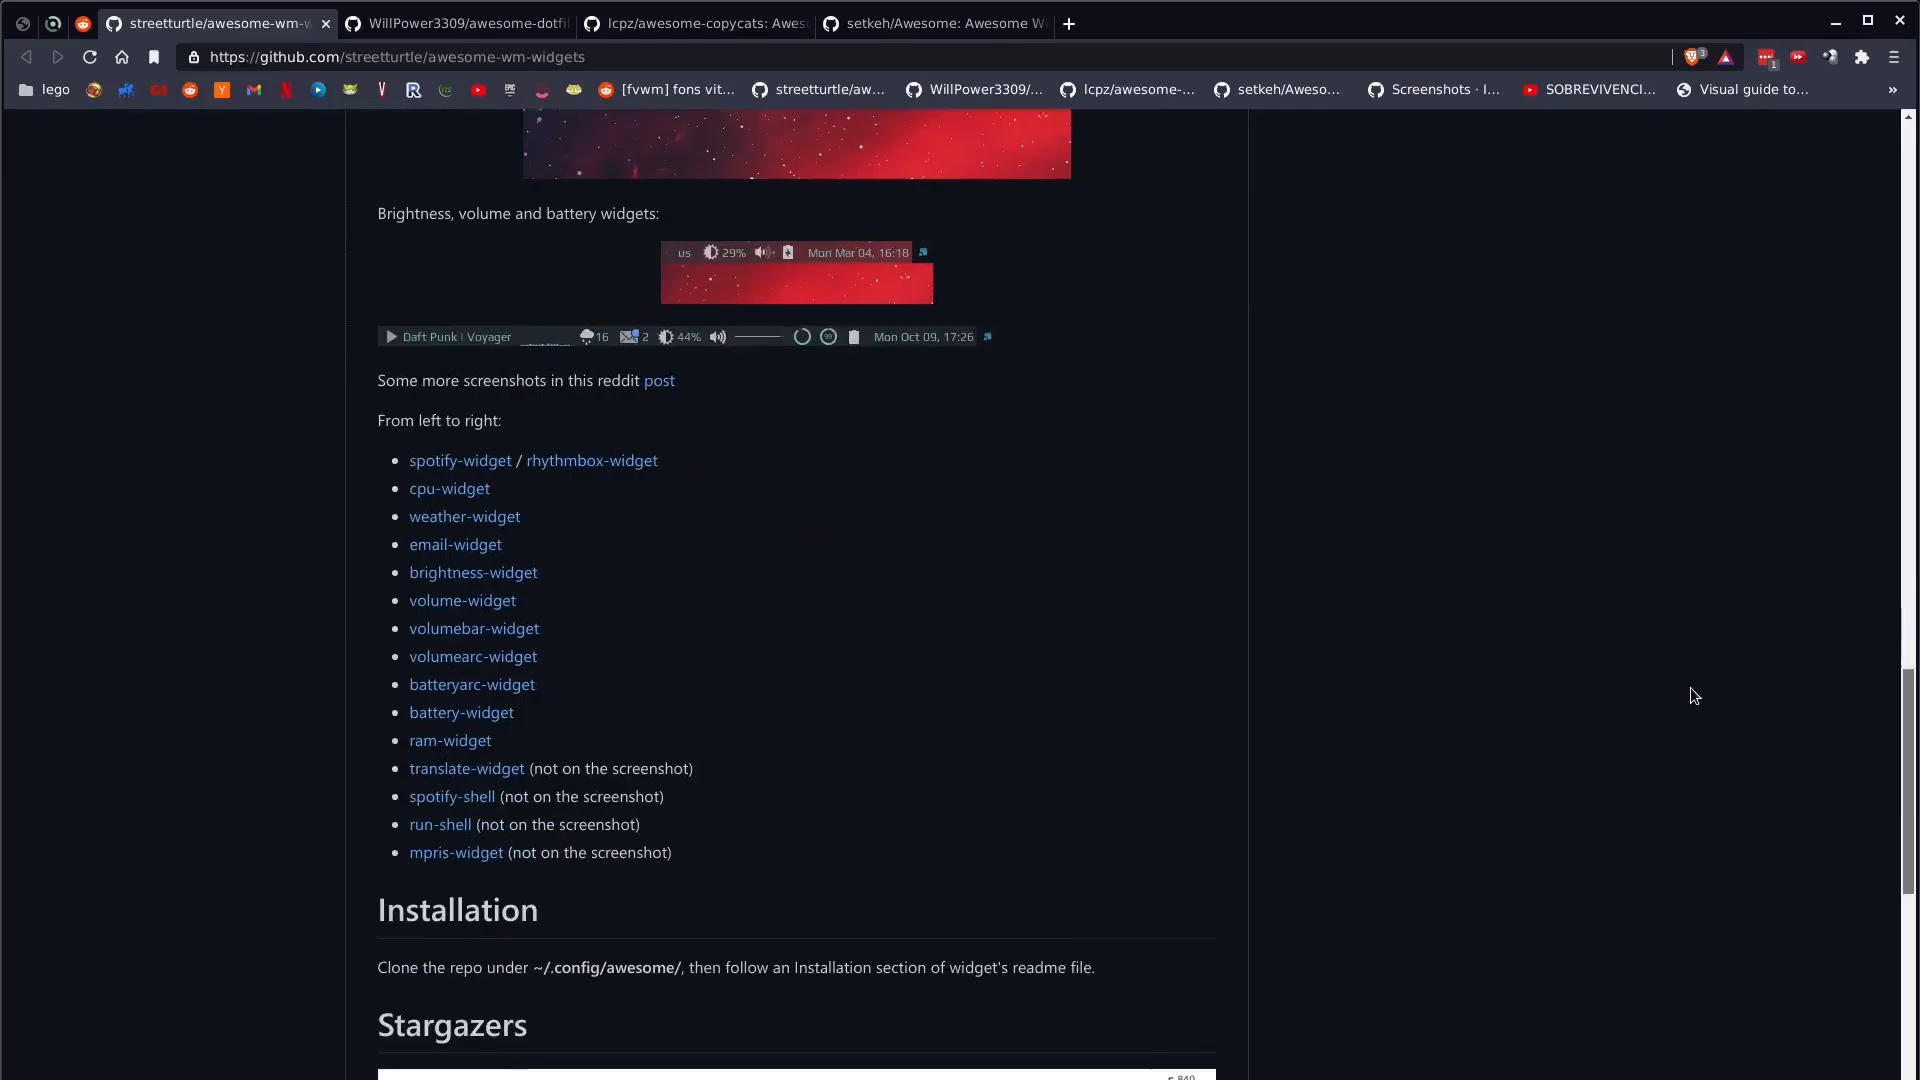 streetturtle/awesome-wm-w
WillPower3309/awesome-dotfi
lcpz/awesome-copycats: Awes
setkeh/Awesome: Awesome W
https://github.com/streetturtle/awesome-wm-widgets
3
1
lego
[fvwm] fons vit...
streetturtle/aw...
WillPower3309/...
lcpz/awesome-...
setkeh/Aweso...
Screenshots · I...
SOBREVIVENCI...
Visual guide to...
»
Brightness, volume and battery widgets:
us 29% Mon Mar 04, 16:18
Daft Punk | Voyager 16 2 44% Mon Oct 09, 17:26
Some more screenshots in this reddit post
From left to right:
spotify-widget / rhythmbox-widget
cpu-widget
weather-widget
email-widget
brightness-widget
volume-widget
volumebar-widget
volumearc-widget
batteryarc-widget
battery-widget
ram-widget
translate-widget (not on the screenshot)
spotify-shell (not on the screenshot)
run-shell (not on the screenshot)
mpris-widget (not on the screenshot)
Installation
Clone the repo under ~/.config/awesome/, then follow an Installation section of widget's readme file.
Stargazers